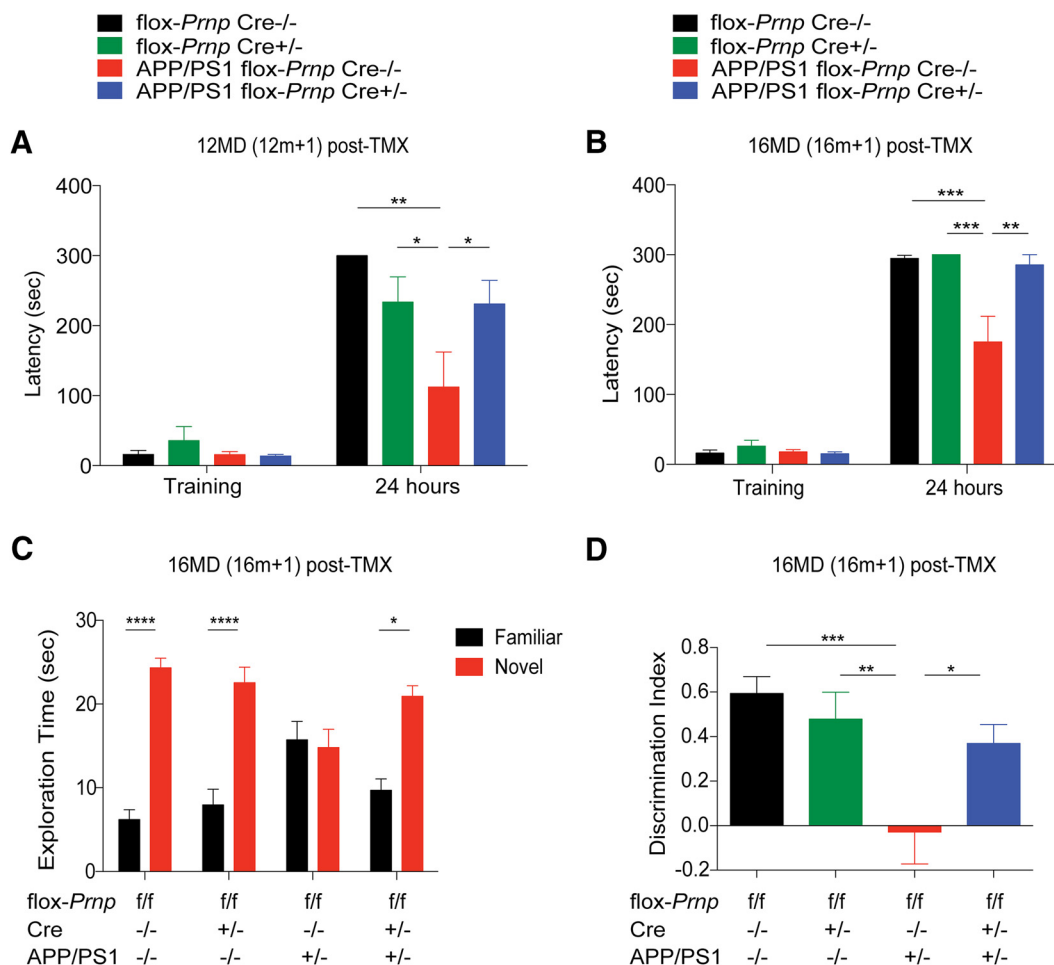 flox-Prnp Cre-/-
flox-Prnp Cre+/-
APP/PS1 flox-Prnp Cre-/-
APP/PS1 flox-Prnp Cre+/-
flox-Prnp Cre-/-
flox-Prnp Cre+/-
APP/PS1 flox-Prnp Cre-/-
APP/PS1 flox-Prnp Cre+/-
A
12MD (12m+1) post-TMX
400
300
200
100
0
Latency (sec)
**
* *
Training 24 hours
B
16MD (16m+1) post-TMX
400
300
200
100
0
Latency (sec)
***
*** **
Training 24 hours
C
16MD (16m+1) post-TMX
30
20
10
0
Exploration Time (sec)
**** **** *
Familiar
Novel
flox-Prnp f/f f/f f/f f/f
Cre -/- +/- -/- +/-
APP/PS1 -/- -/- +/- +/-
D
16MD (16m+1) post-TMX
0.8
0.6
0.4
0.2
0.0
-0.2
Discrimination Index
***
** *
flox-Prnp f/f f/f f/f f/f
Cre -/- +/- -/- +/-
APP/PS1 -/- -/- +/- +/-